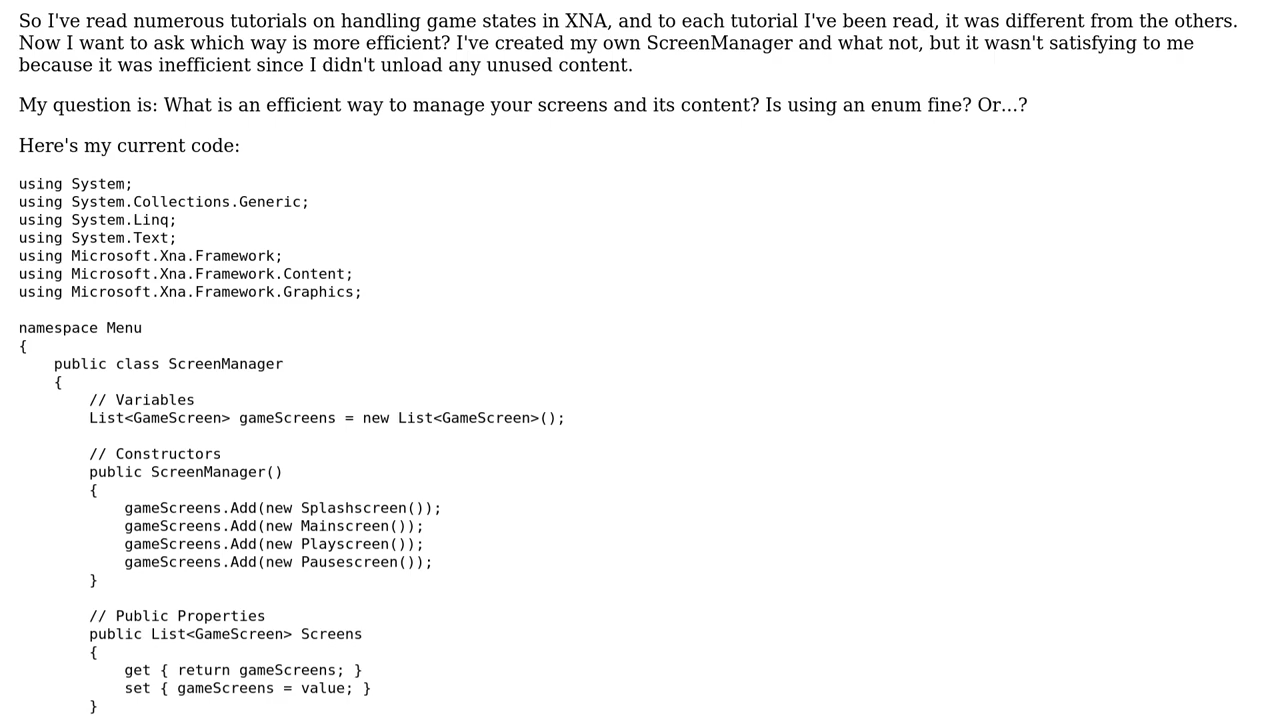 So I've read numerous tutorials on handling game states in XNA, and to each tutorial I've been read, it was different from the others.
Now I want to ask which way is more efficient? I've created my own ScreenManager and what not, but it wasn't satisfying to me
because it was inefficient since I didn't unload any unused content.
My question is: What is an efficient way to manage your screens and its content? Is using an enum fine? Or...?
Here's my current code:
using System;
using System.Collections.Generic;
using System.Linq;
using System.Text;
using Microsoft.Xna.Framework;
using Microsoft.Xna.Framework.Content;
using Microsoft.Xna.Framework.Graphics;
namespace Menu
{
    public class ScreenManager
    {
        // Variables
        List<GameScreen> gameScreens = new List<GameScreen>();
        // Constructors
        public ScreenManager()
        {
            gameScreens.Add(new Splashscreen());
            gameScreens.Add(new Mainscreen());
            gameScreens.Add(new Playscreen());
            gameScreens.Add(new Pausescreen());
        }
        // Public Properties
        public List<GameScreen> Screens
        {
            get { return gameScreens; }
            set { gameScreens = value; }
        }